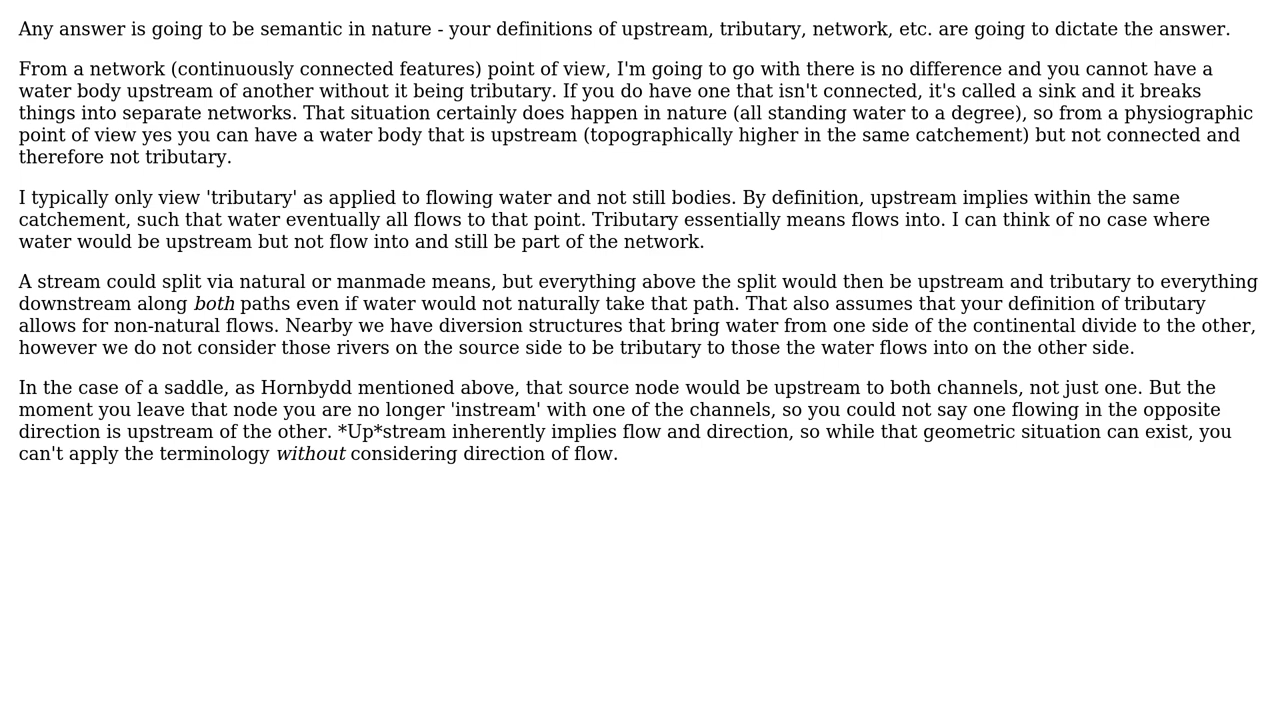 Any answer is going to be semantic in nature - your definitions of upstream, tributary, network, etc. are going to dictate the answer.
From a network (continuously connected features) point of view, I'm going to go with there is no difference and you cannot have a
water body upstream of another without it being tributary. If you do have one that isn't connected, it's called a sink and it breaks
things into separate networks. That situation certainly does happen in nature (all standing water to a degree), so from a physiographic
point of view yes you can have a water body that is upstream (topographically higher in the same catchment) but not connected and
therefore not tributary.
I typically only view 'tributary' as applied to flowing water and not still bodies. By definition, upstream implies within the same
catchement, such that water eventually all flows to that point. Tributary essentially means flows into. I can think of no case where
water would be upstream but not flow into and still be part of the network.
A stream could split via natural or manmade means, but everything above the split would then be upstream and tributary to everything
downstream along both paths even if water would not naturally take that path. That also assumes that your definition of tributary
allows for non-natural flows. Nearby we have diversion structures that bring water from one side of the continental divide to the other,
however we do not consider those rivers on the source side to be tributary to those the water flows into on the other side.
In the case of a saddle, as Hornbydd mentioned above, that source node would be upstream to both channels, not just one. But the
moment you leave that node you are no longer 'instream' with one of the channels, so you could not say one flowing in the opposite
direction is upstream of the other. *Up*stream inherently implies flow and direction, so while that geometric situation can exist, you
can't apply the terminology without considering direction of flow.